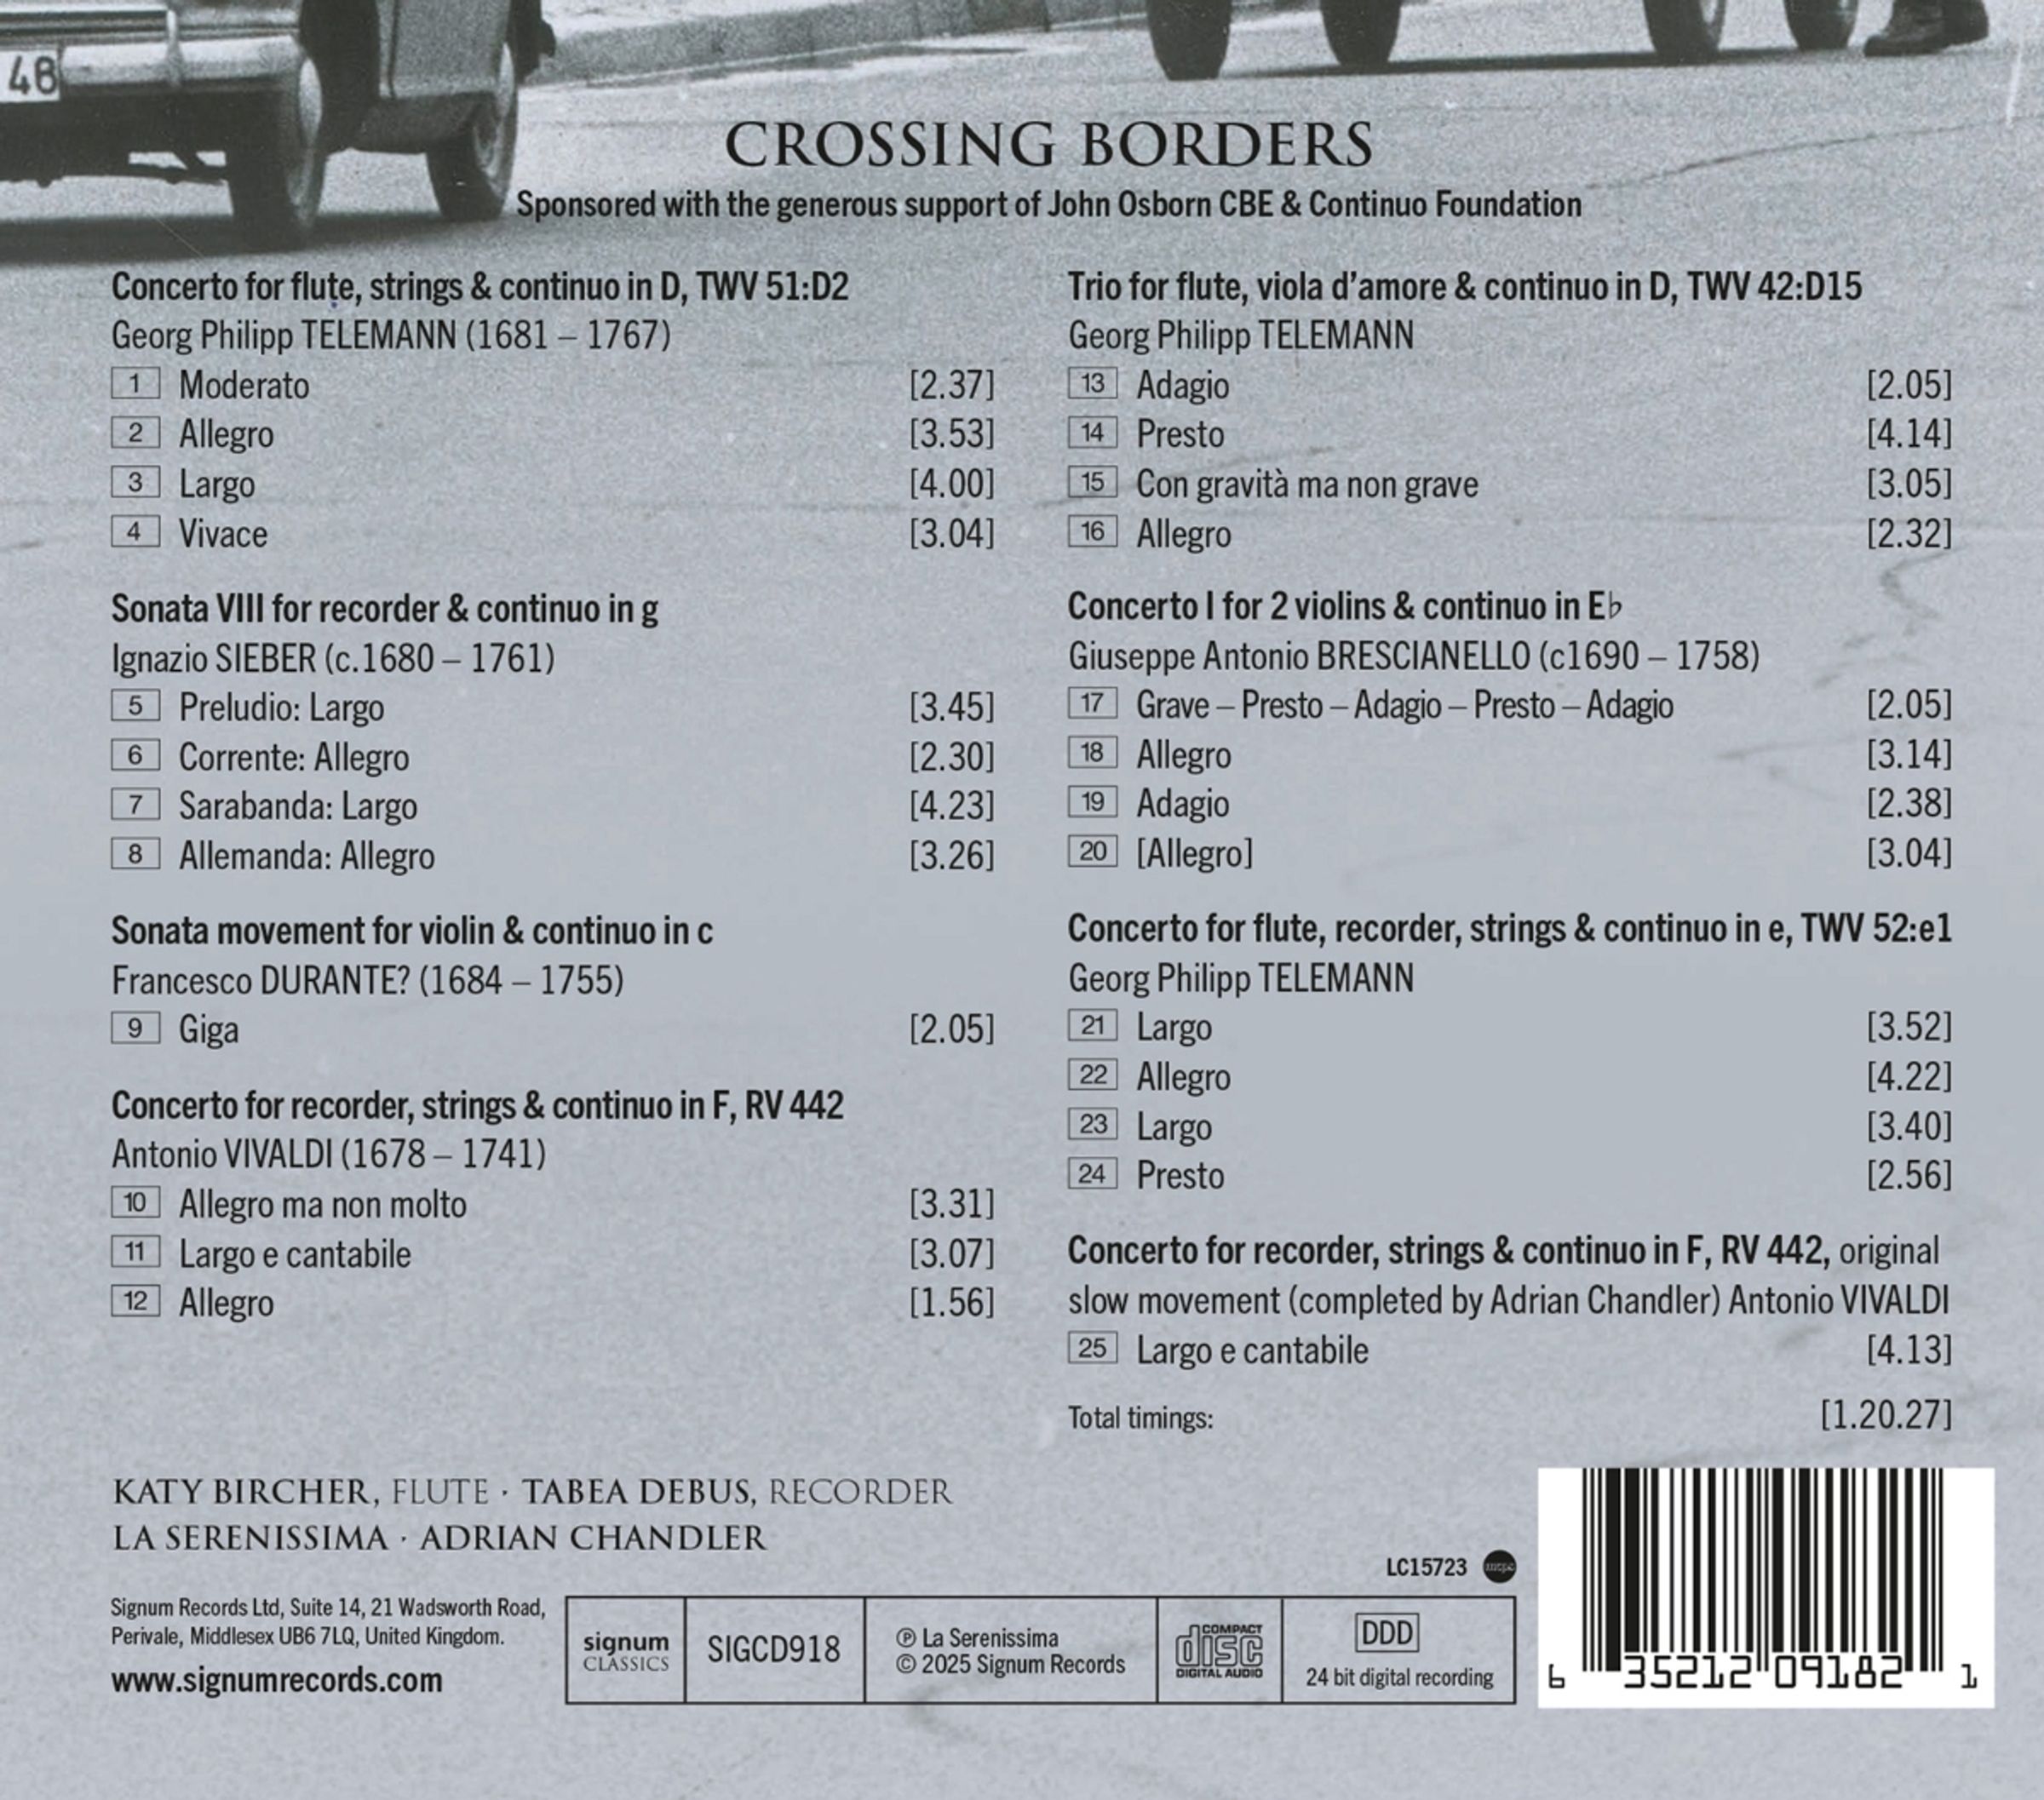 48
CROSSING BORDERS
Sponsored with the generous support of John Osborn CBE & Continuo Foundation
Concerto for flute, strings & continuo in D, TWV 51:D2
Georg Philipp TELEMANN (1681 – 1767)
1 Moderato [2.37]
2 Allegro [3.53]
3 Largo [4.00]
4 Vivace [3.04]
Sonata VIII for recorder & continuo in g
Ignazio SIEBER (c.1680 – 1761)
5 Preludio: Largo [3.45]
6 Corrente: Allegro [2.30]
7 Sarabanda: Largo [4.23]
8 Allemanda: Allegro [3.26]
Sonata movement for violin & continuo in c
Francesco DURANTE? (1684 – 1755)
9 Giga [2.05]
Concerto for recorder, strings & continuo in F, RV 442
Antonio VIVALDI (1678 – 1741)
10 Allegro ma non molto [3.31]
11 Largo e cantabile [3.07]
12 Allegro [1.56]
Trio for flute, viola d’amore & continuo in D, TWV 42:D15
Georg Philipp TELEMANN
13 Adagio [2.05]
14 Presto [4.14]
15 Con gravità ma non grave [3.05]
16 Allegro [2.32]
Concerto I for 2 violins & continuo in E♭
Giuseppe Antonio BRESCIANELLO (c1690 – 1758)
17 Grave – Presto – Adagio – Presto – Adagio [2.05]
18 Allegro [3.14]
19 Adagio [2.38]
20 [Allegro] [3.04]
Concerto for flute, recorder, strings & continuo in e, TWV 52:e1
Georg Philipp TELEMANN
21 Largo [3.52]
22 Allegro [4.22]
23 Largo [3.40]
24 Presto [2.56]
Concerto for recorder, strings & continuo in F, RV 442, original
slow movement (completed by Adrian Chandler) Antonio VIVALDI
25 Largo e cantabile [4.13]
Total timings: [1.20.27]
KATY BIRCHER, FLUTE · TABEA DEBUS, RECORDER
LA SERENISSIMA · ADRIAN CHANDLER
Signum Records Ltd, Suite 14, 21 Wadsworth Road,
Perivale, Middlesex UB6 7LQ, United Kingdom.
www.signumrecords.com
signum
CLASSICS
SIGCD918
℗ La Serenissima
© 2025 Signum Records
COMPACT
disc
DIGITAL AUDIO
DDD
24 bit digital recording
LC15723
6 35212 09182 1